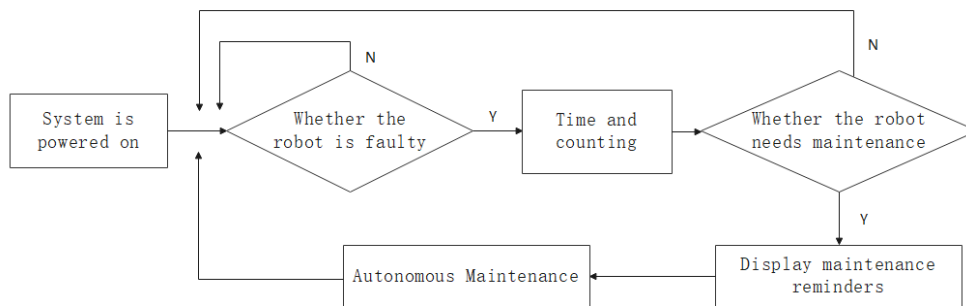 N
N
System is
powered on
Whether the
robot is faulty
Y
Time and
counting
Whether the robot
needs maintenance
Y
Autonomous Maintenance
Display maintenance
reminders